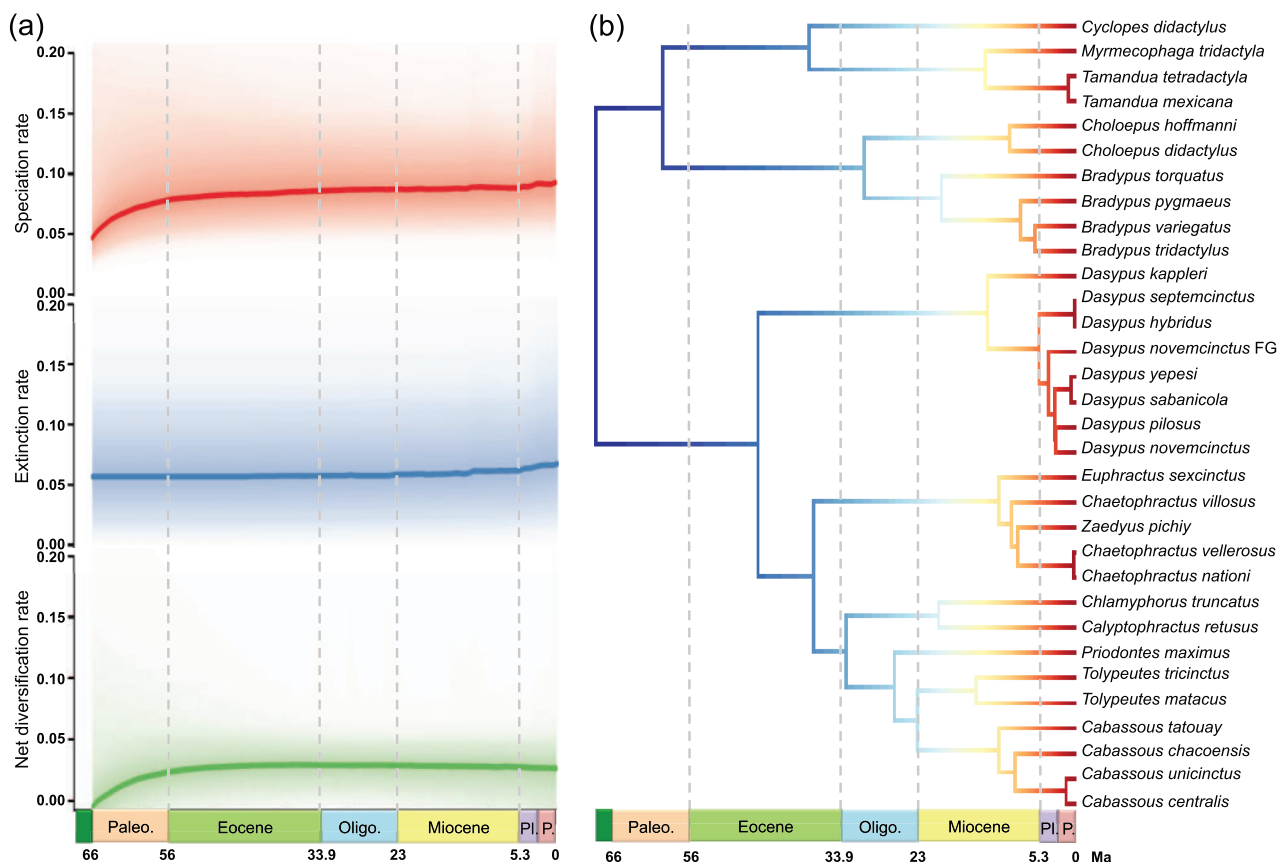 (a)
Speciation rate
0.20
0.15
0.10
0.05
0.00
Extinction rate
0.20
0.15
0.10
0.05
0.00
Net diversification rate
0.20
0.15
0.10
0.05
0.00
Paleo. Eocene Oligo. Miocene Pl. P.
66 56 33.9 23 5.3 0
(b)
Cyclopes didactylus
Myrmecophaga tridactyla
Tamandua tetradactyla
Tamandua mexicana
Choloepus hoffmanni
Choloepus didactylus
Bradypus torquatus
Bradypus pygmaeus
Bradypus variegatus
Bradypus tridactylus
Dasypus kappleri
Dasypus septemcinctus
Dasypus hybridus
Dasypus novemcinctus FG
Dasypus yepesi
Dasypus sabanicola
Dasypus pilosus
Dasypus novemcinctus
Euphractus sexcinctus
Chaetophractus villosus
Zaedyus pichiy
Chaetophractus vellerosus
Chaetophractus nationi
Chlamyphorus truncatus
Calyptophractus retusus
Priodontes maximus
Tolypeutes tricinctus
Tolypeutes matacus
Cabassous tatouay
Cabassous chacoensis
Cabassous unicinctus
Cabassous centralis
Paleo. Eocene Oligo. Miocene Pl. P.
66 56 33.9 23 5.3 0 Ma